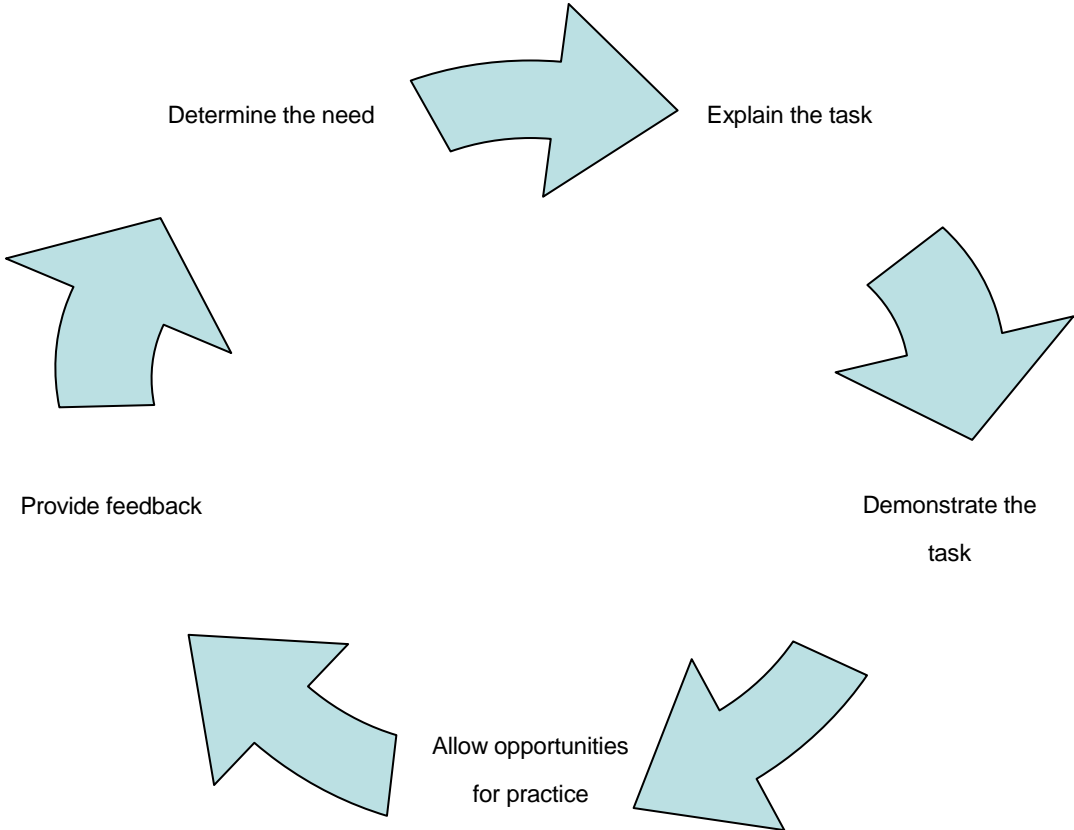 Determine the need
Explain the task
Demonstrate the
task
Allow opportunities
for practice
Provide feedback